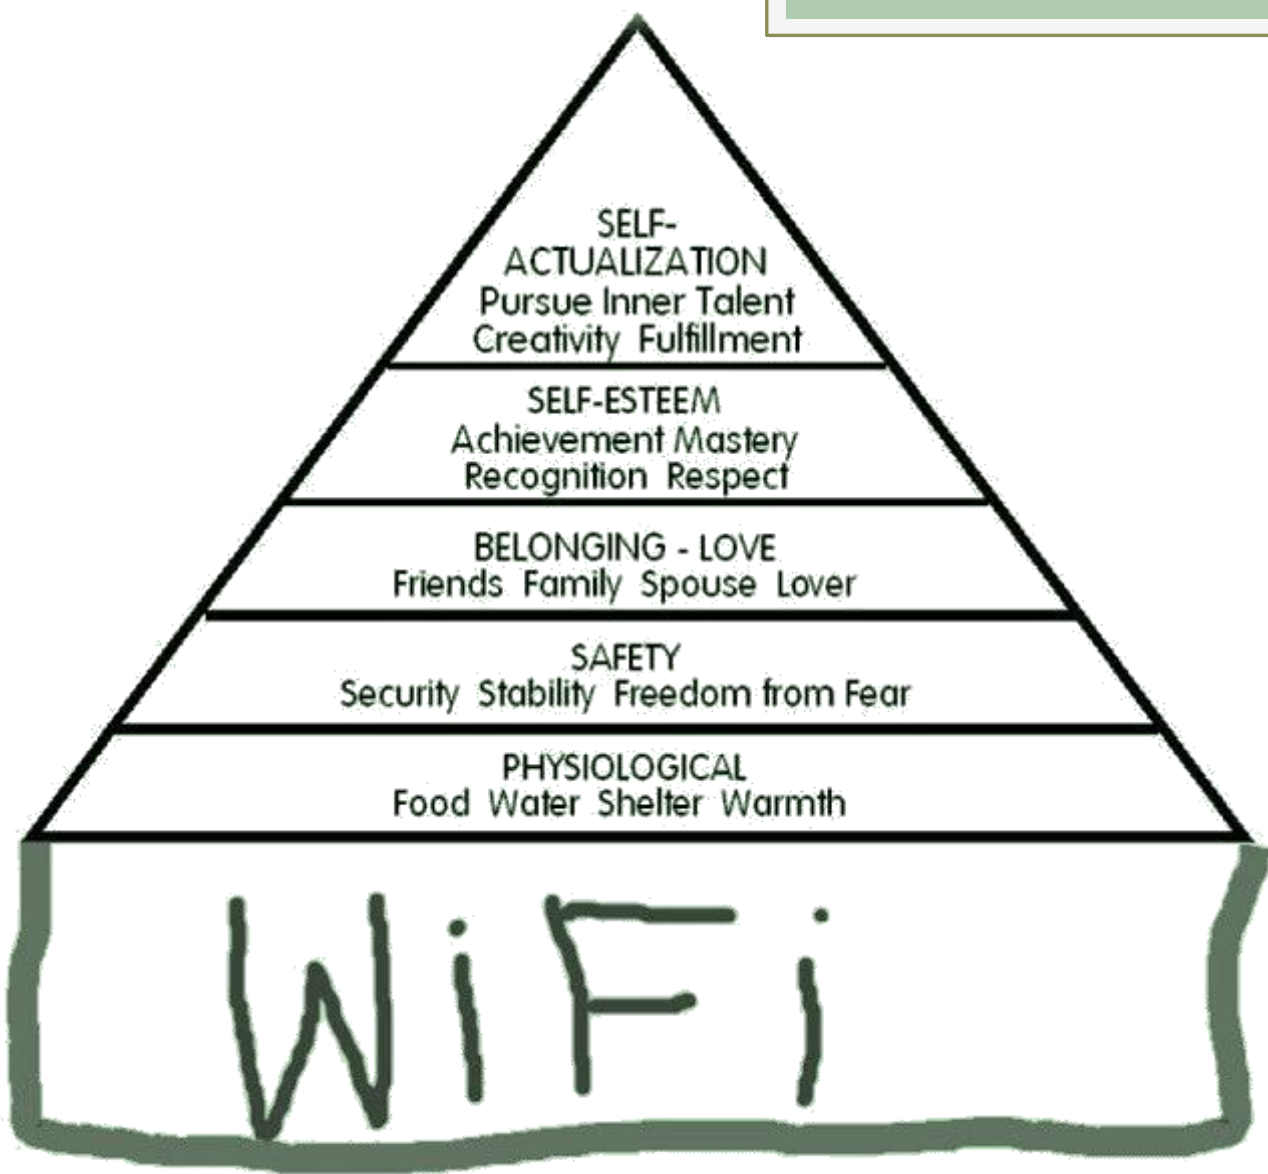 SELF-
ACTUALIZATION
Pursue Inner Talent
Creativity Fulfillment
SELF-ESTEEM
Achievement Mastery
Recognition Respect
BELONGING - LOVE
Friends Family Spouse Lover
SAFETY
Security Stability Freedom from Fear
PHYSIOLOGICAL
Food Water Shelter Warmth
WiFi